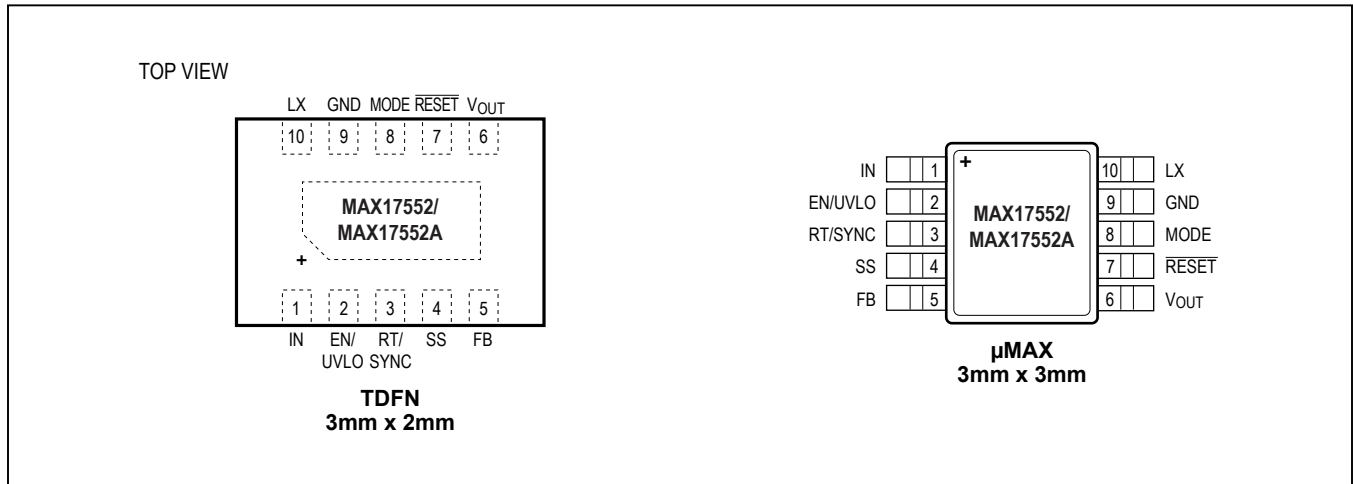 TOP VIEW
LX GND MODE RESET VOUT
10 9 8 7 6
MAX17552/
MAX17552A
+
1 2 3 4 5
IN EN/ RT/ SS FB
UVLO SYNC
TDFN
3mm x 2mm
IN 1 + 10 LX
EN/UVLO 2 9 GND
MAX17552/
MAX17552A
RT/SYNC 3 8 MODE
SS 4 7 RESET
FB 5 6 VOUT
µMAX
3mm x 3mm